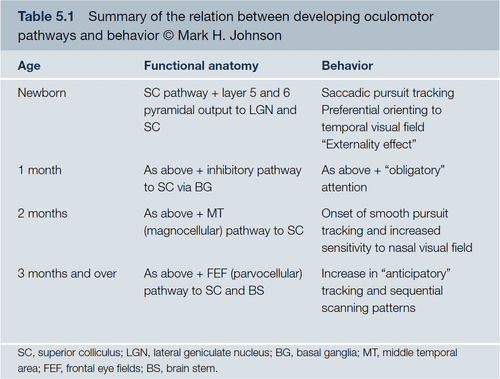 Table 5.1 Summary of the relation between developing oculomotor
pathways and behavior © Mark H. Johnson
Age Functional anatomy Behavior
Newborn SC pathway + layer 5 and 6 Saccadic pursuit tracking
pyramidal output to LGN and Preferential orienting to
SC temporal visual field
“Externality effect”
1 month As above + inhibitory pathway As above + “obligatory”
to SC via BG attention
2 months As above + MT Onset of smooth pursuit
(magnocellular) pathway to SC tracking and increased
sensitivity to nasal visual field
3 months and over As above + FEF (parvocellular) Increase in “anticipatory”
pathway to SC and BS tracking and sequential
scanning patterns
SC, superior colliculus; LGN, lateral geniculate nucleus; BG, basal ganglia; MT, middle temporal
area; FEF, frontal eye fields; BS, brain stem.